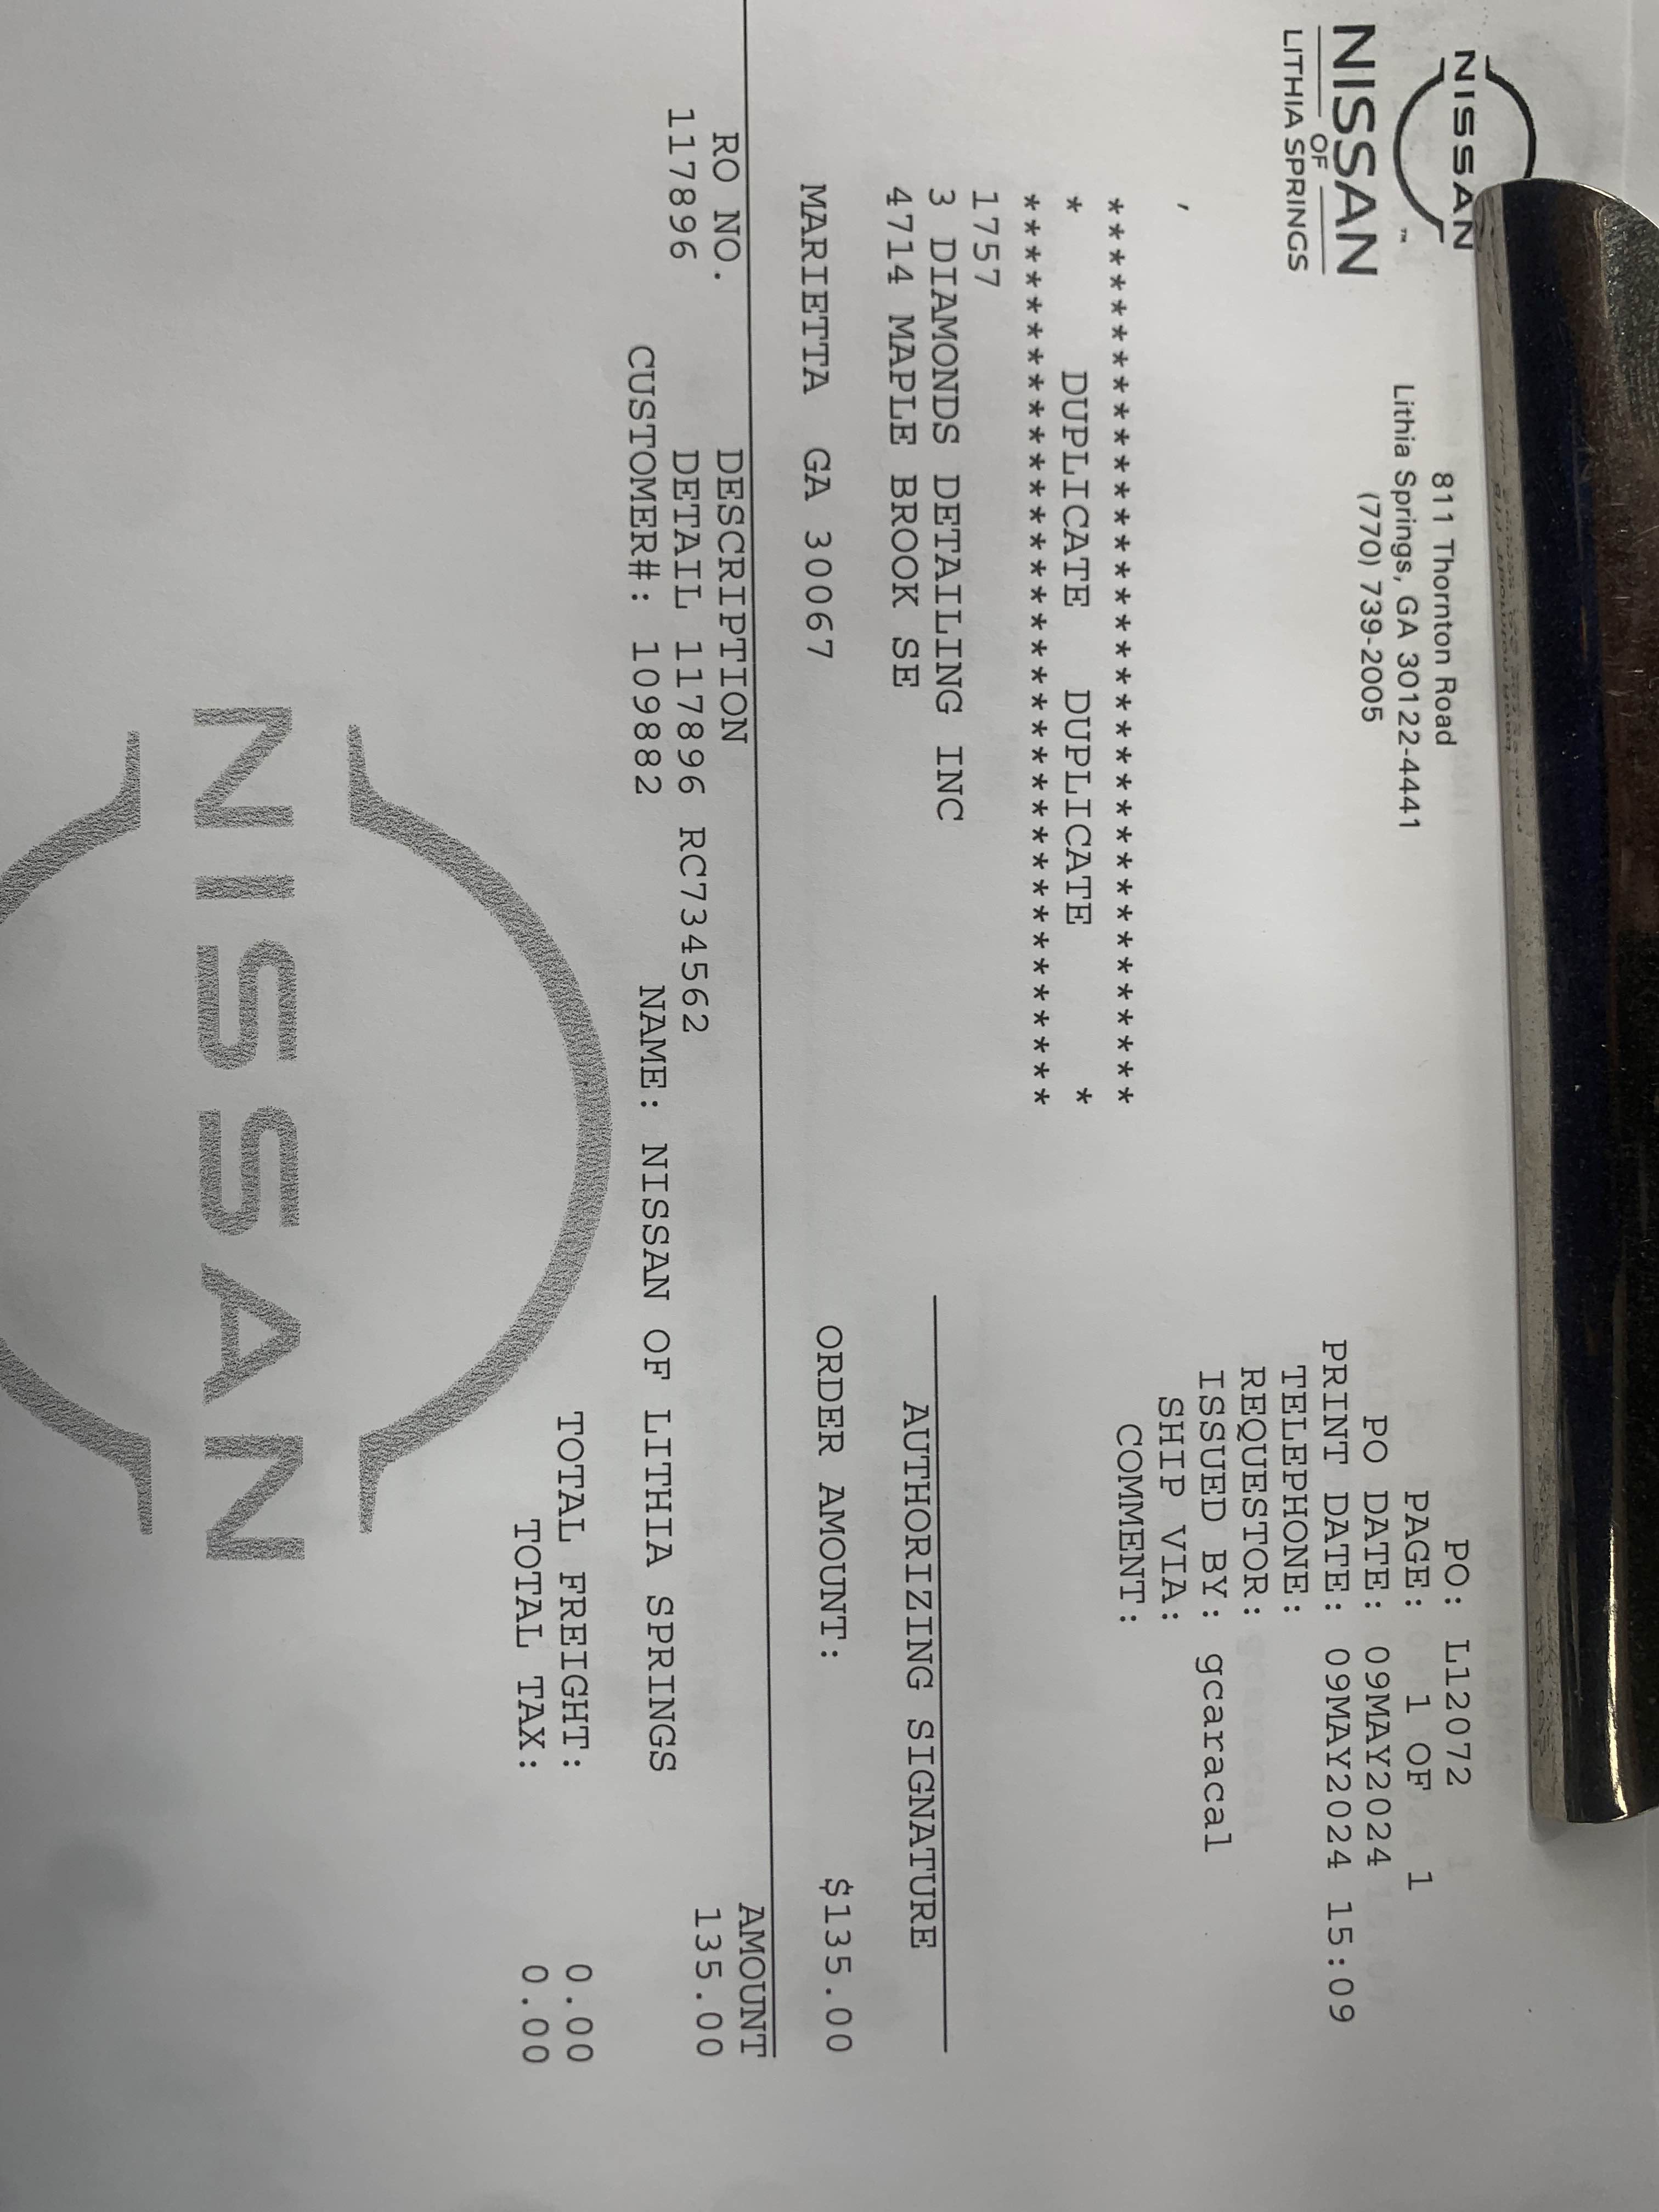 NISSAN
NISSAN
OF
LITHIA SPRINGS
811 Thornton Road
Lithia Springs, GA 30122-4441
(770) 739-2005
PO: L12072
PAGE: 1 OF 1
PO DATE: 09MAY2024
PRINT DATE: 09MAY2024 15:09
TELEPHONE:
REQUESTOR:
ISSUED BY: gcaracal
SHIP VIA:
COMMENT:
,
***********************************
* DUPLICATE DUPLICATE *
***********************************
1757
3 DIAMONDS DETAILING INC
4714 MAPLE BROOK SE
MARIETTA GA 30067
AUTHORIZING SIGNATURE
ORDER AMOUNT: $135.00
RO NO. DESCRIPTION AMOUNT
117896 DETAIL 117896 RC734562 135.00
CUSTOMER#: 109882 NAME: NISSAN OF LITHIA SPRINGS
TOTAL FREIGHT: 0.00
TOTAL TAX: 0.00
NISSAN